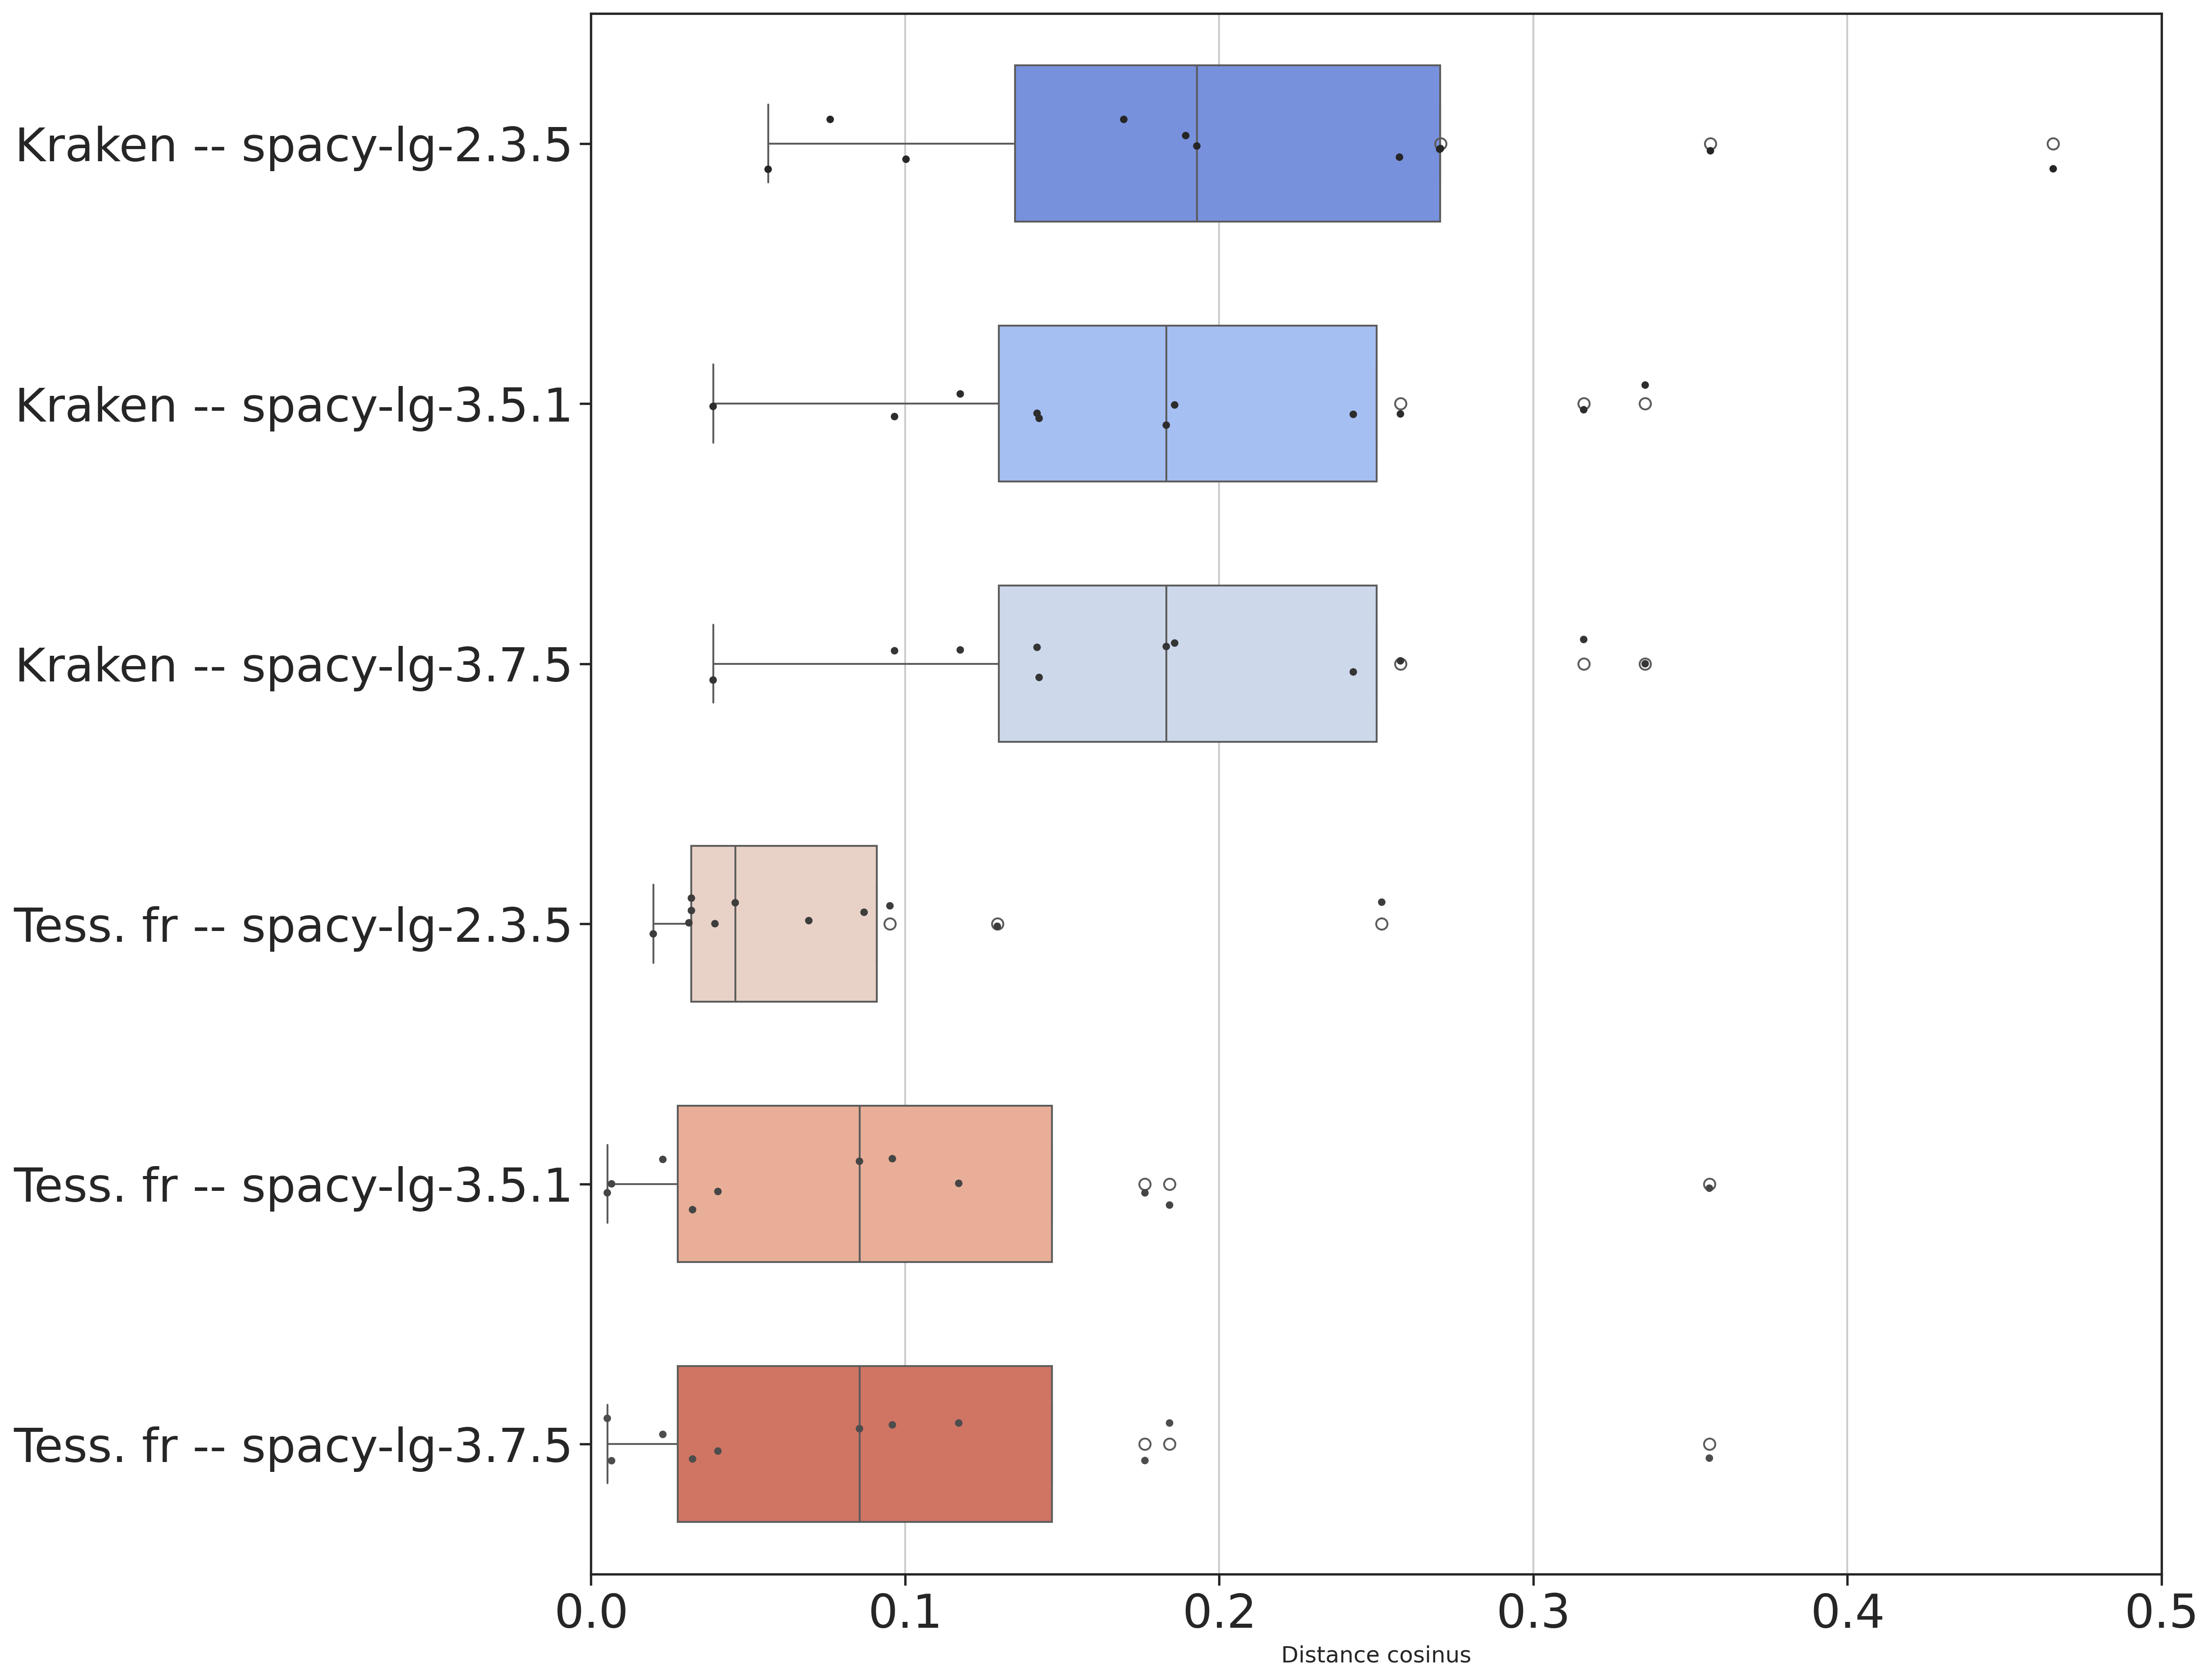 Kraken -- spacy-lg-2.3.5
Kraken -- spacy-lg-3.5.1
Kraken -- spacy-lg-3.7.5
Tess. fr -- spacy-lg-2.3.5
Tess. fr -- spacy-lg-3.5.1
Tess. fr -- spacy-lg-3.7.5
0.0 0.1 0.2 0.3 0.4 0.5
Distance cosinus